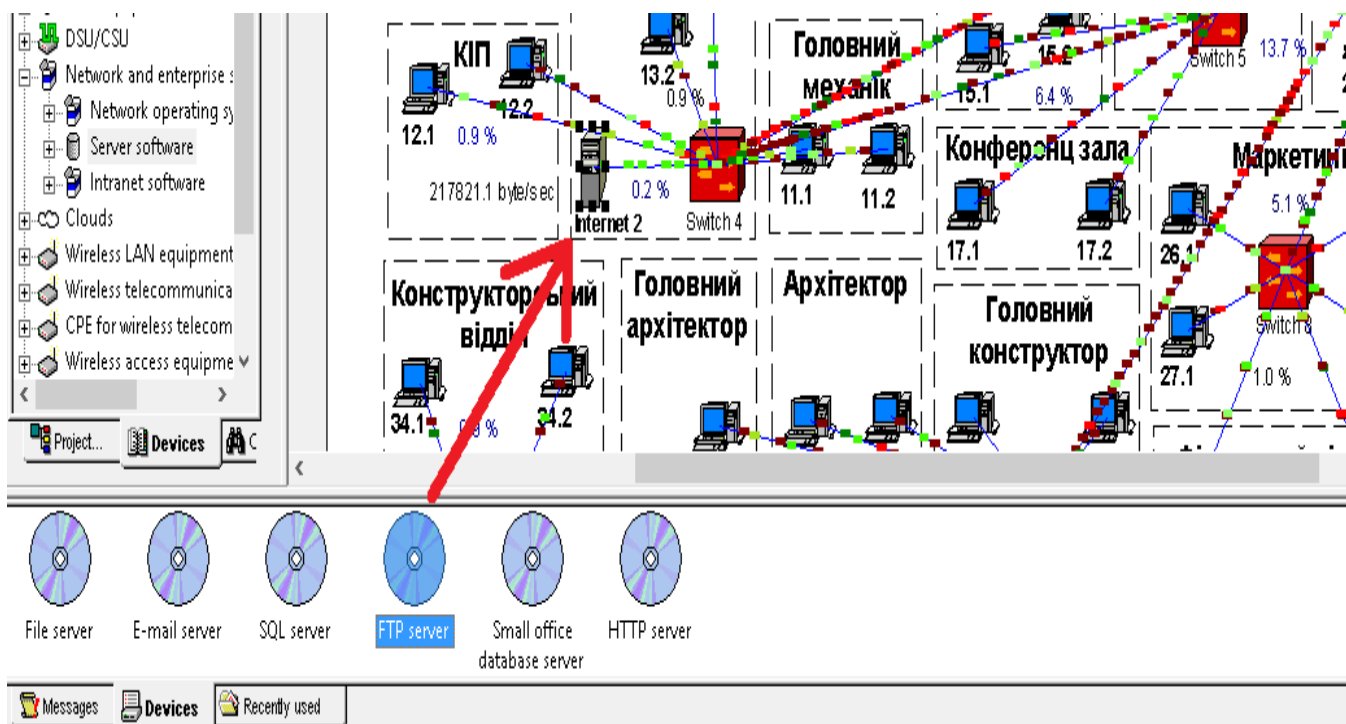 DSU/CSU
Network and enterprise s
Network operating sy
Server software
Intranet software
Clouds
Wireless LAN equipment
Wireless telecommunica
CPE for wireless telecom
Wireless access equipme
Project...
Devices
C
КІП
12.2
12.1
0.9 %
217821.1 byte/sec
13.2
0.9%
Internet 2
0.2 %
Switch 4
Головний
механік
11.1
11.2
15.2
15.1
6.4 %
Switch 5
13.7 %
Конференц зала
17.1
17.2
Маркетинг
5.1 %
26.1
27.1
1.0 %
Конструкторський
відділ
34.1
0.9 %
34.2
Головний
архітектор
Архітектор
Головний
конструктор
File server
E-mail server
SQL server
FTP server
Small office
database server
HTTP server
Messages
Devices
Recently used